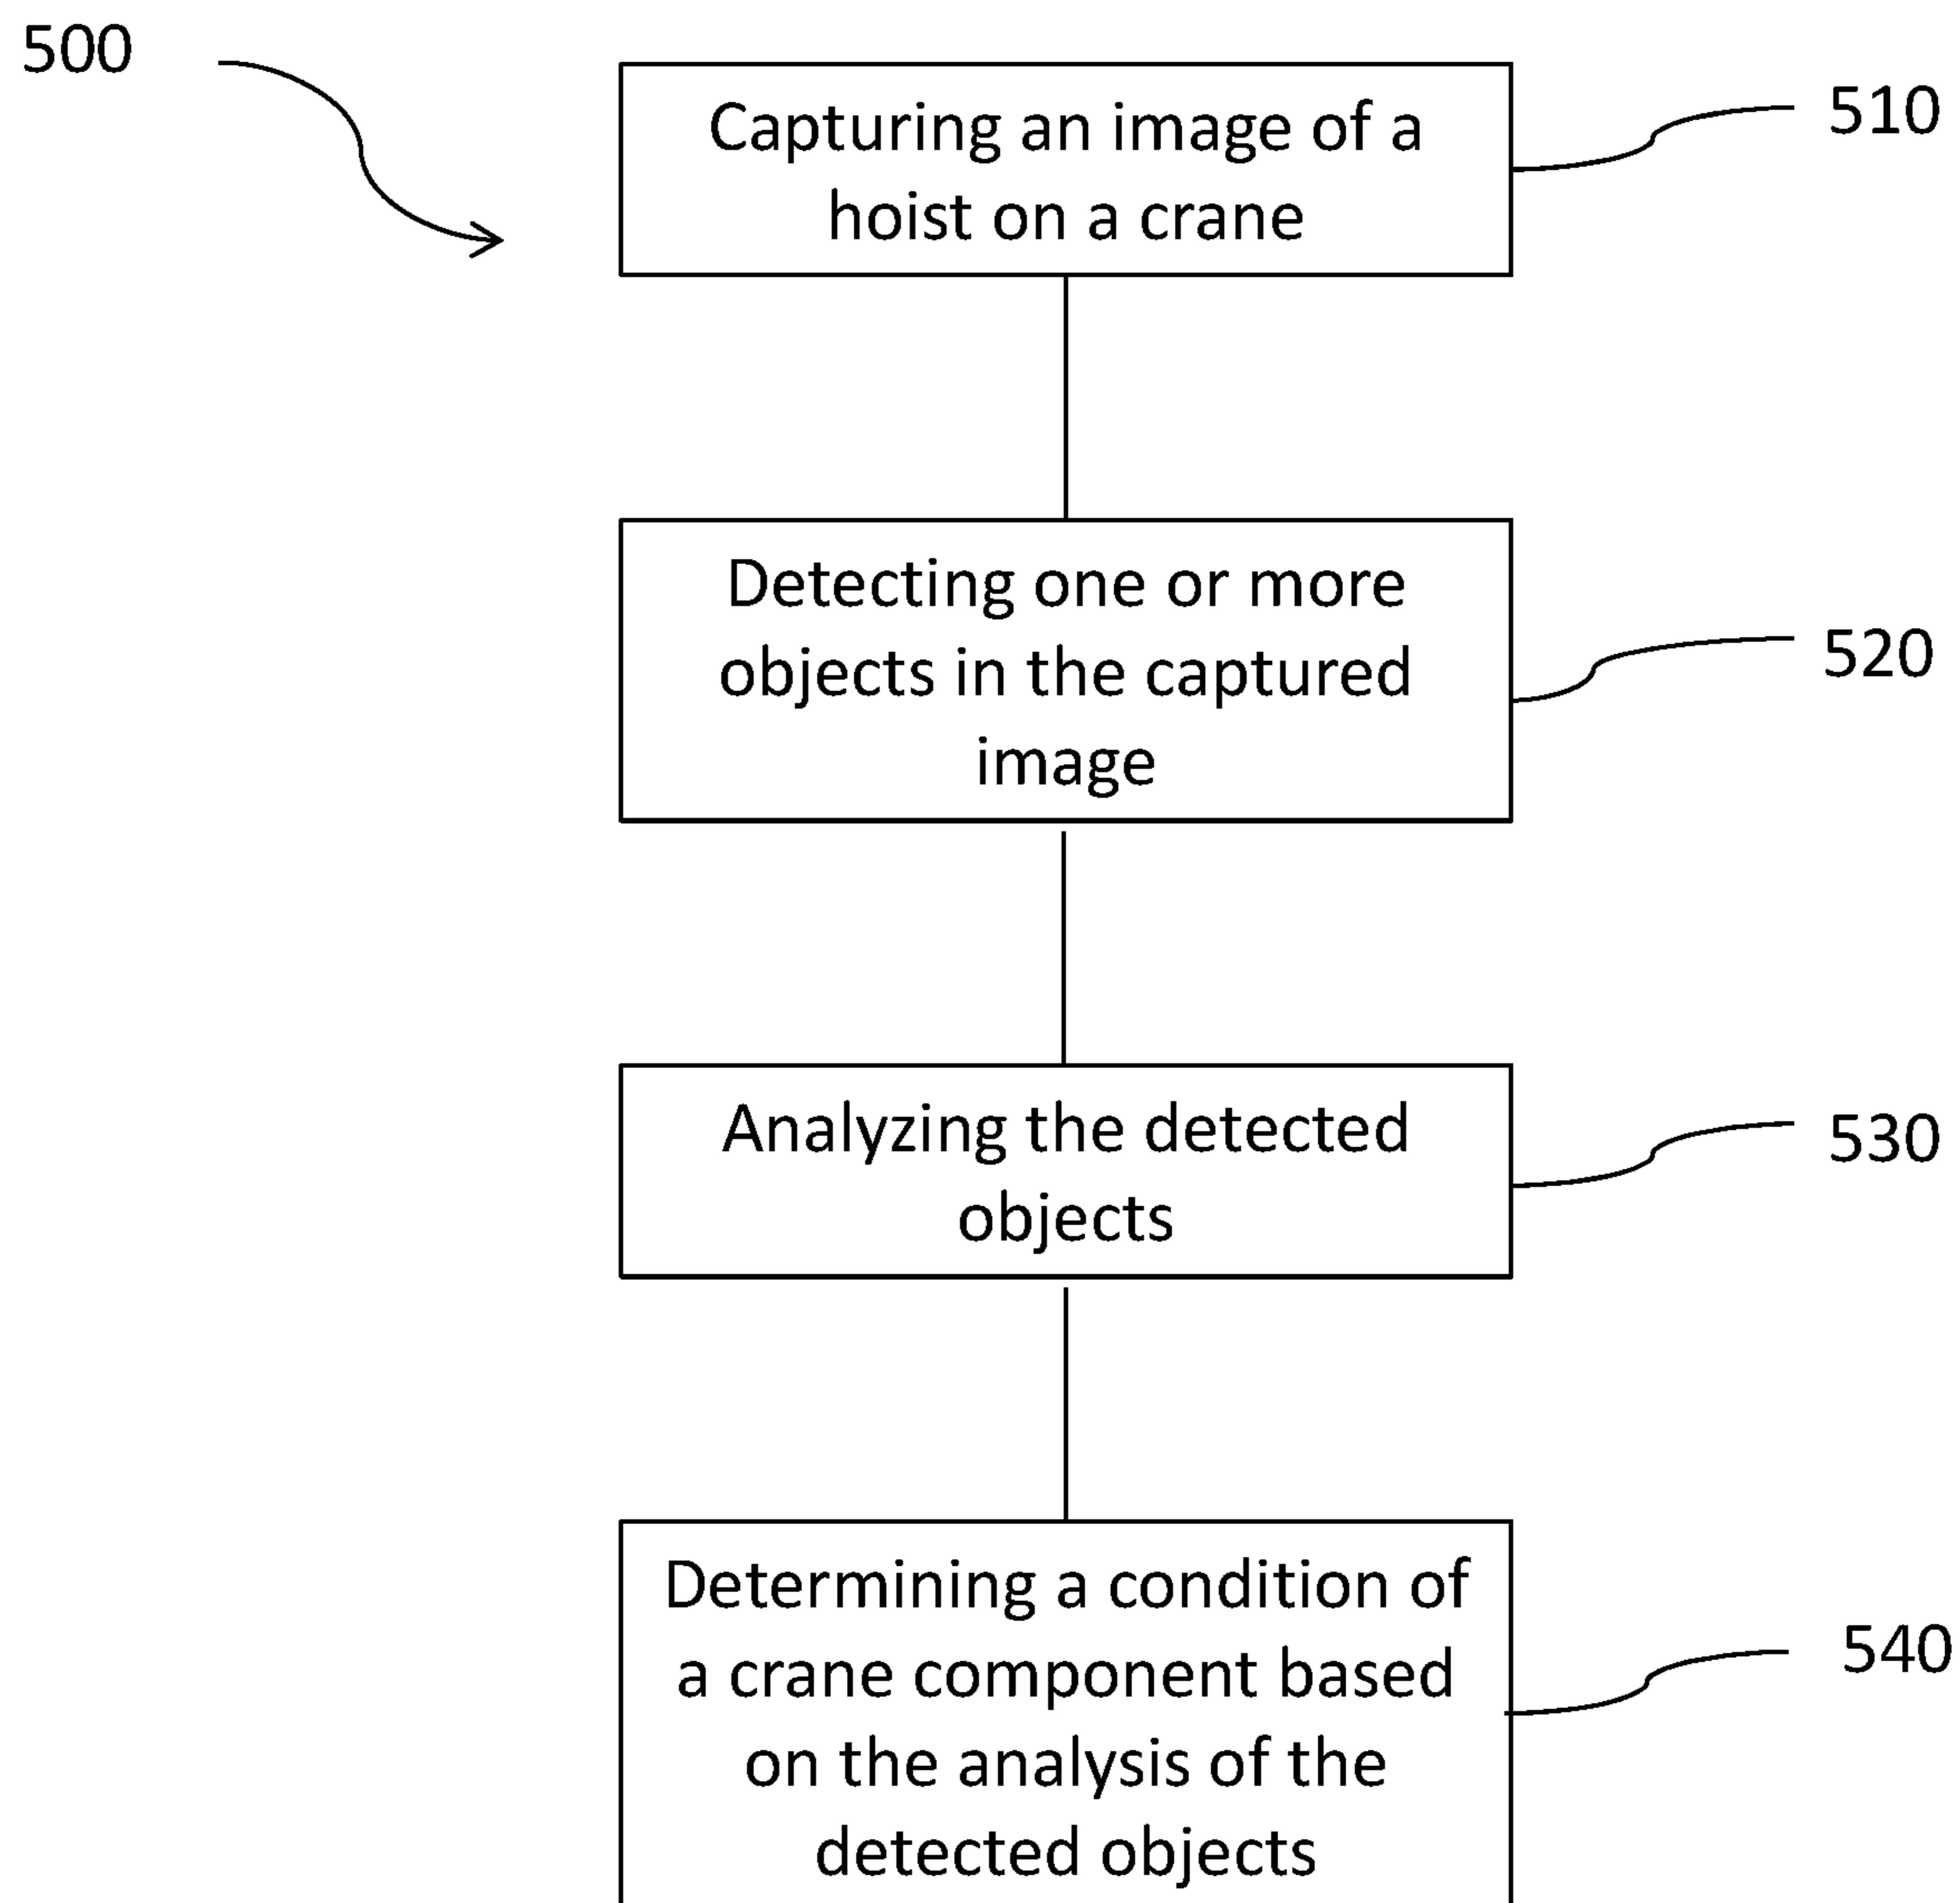 500
Capturing an image of a
hoist on a crane
510
Detecting one or more
objects in the captured
image
520
Analyzing the detected
objects
530
Determining a condition of
a crane component based
on the analysis of the
detected objects
540